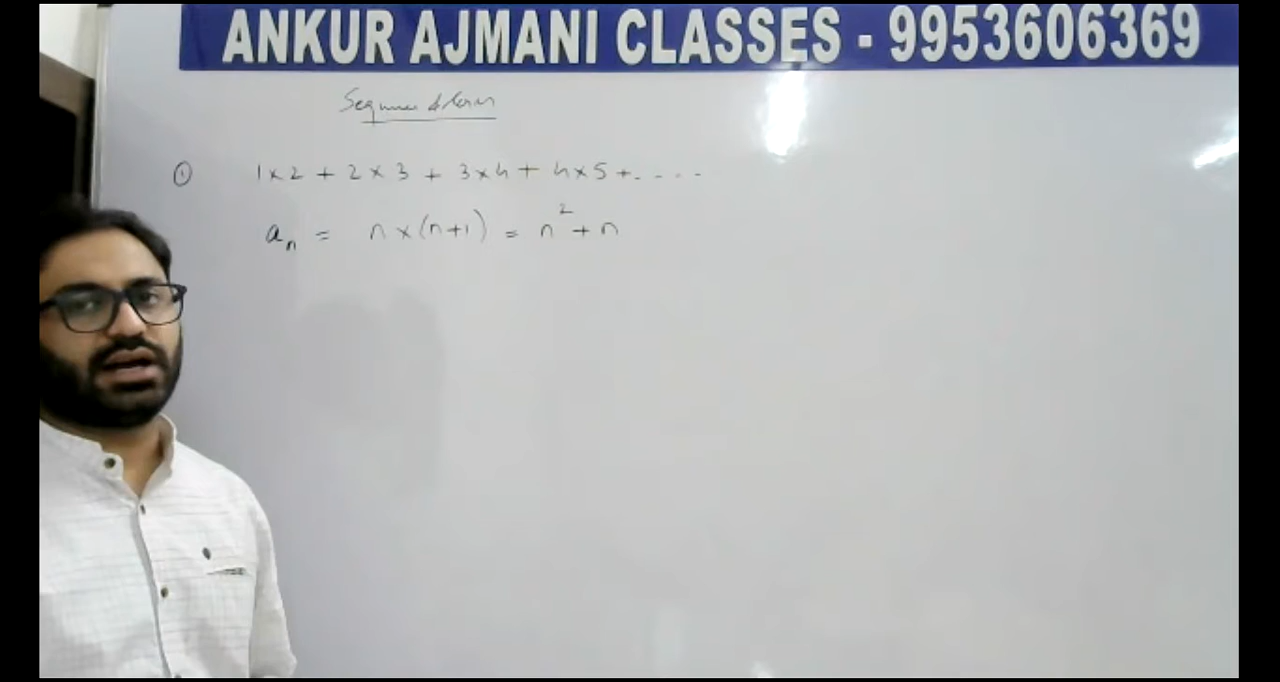 ANKUR AJMANI CLASSES - 9953606369
Sequence & Series
① 1×2 + 2×3 + 3×4 + 4×5 + ....
aₙ = n×(n+1) = n² + n